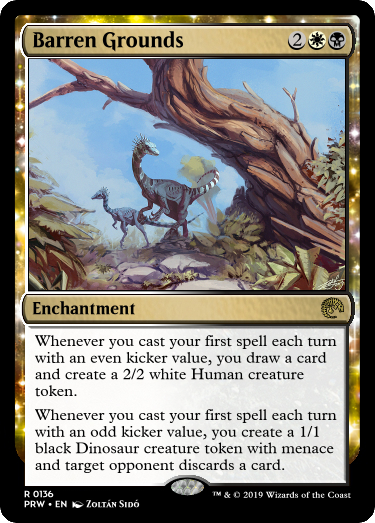 Barren Grounds 2
Enchantment
Whenever you cast your first spell each turn
with an even kicker value, you draw a card
and create a 2/2 white Human creature
token.
Whenever you cast your first spell each turn
with an odd kicker value, you create a 1/1
black Dinosaur creature token with menace
and target opponent discards a card.
R 0136
PRW • EN Zoltán Sidó
™ & © 2019 Wizards of the Coast